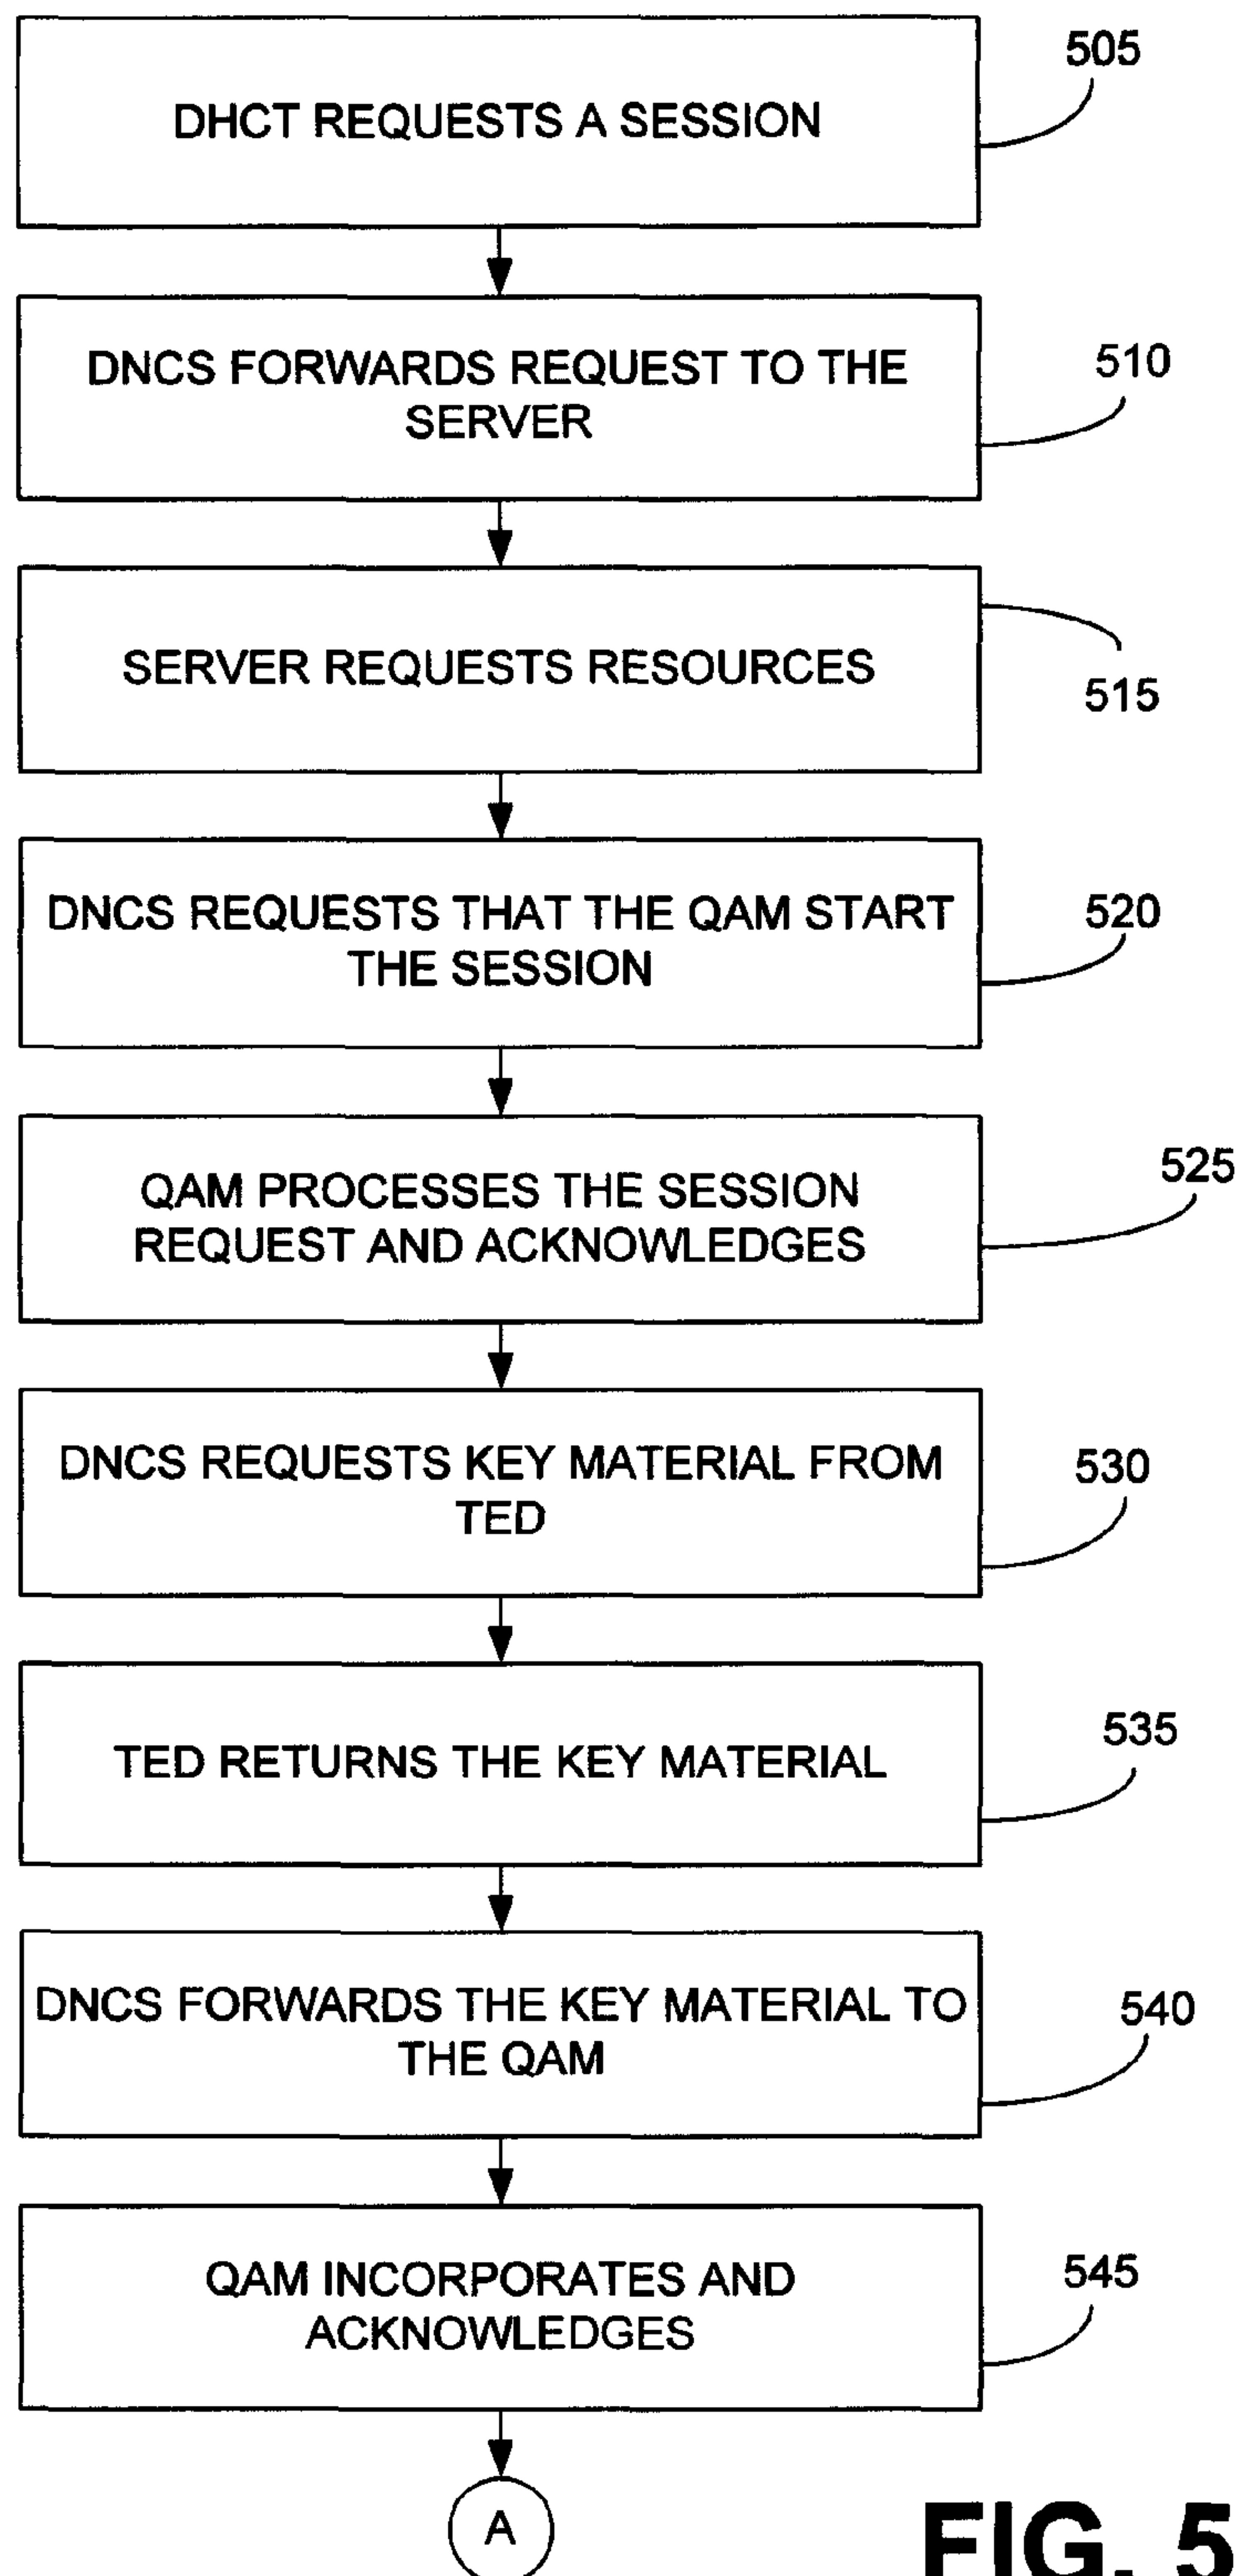 DHCT REQUESTS A SESSION
505
DNCS FORWARDS REQUEST TO THE
SERVER
510
SERVER REQUESTS RESOURCES
515
DNCS REQUESTS THAT THE QAM START
THE SESSION
520
QAM PROCESSES THE SESSION
REQUEST AND ACKNOWLEDGES
525
DNCS REQUESTS KEY MATERIAL FROM
TED
530
TED RETURNS THE KEY MATERIAL
535
DNCS FORWARDS THE KEY MATERIAL TO
THE QAM
540
QAM INCORPORATES AND
ACKNOWLEDGES
545
A
FIG. 5